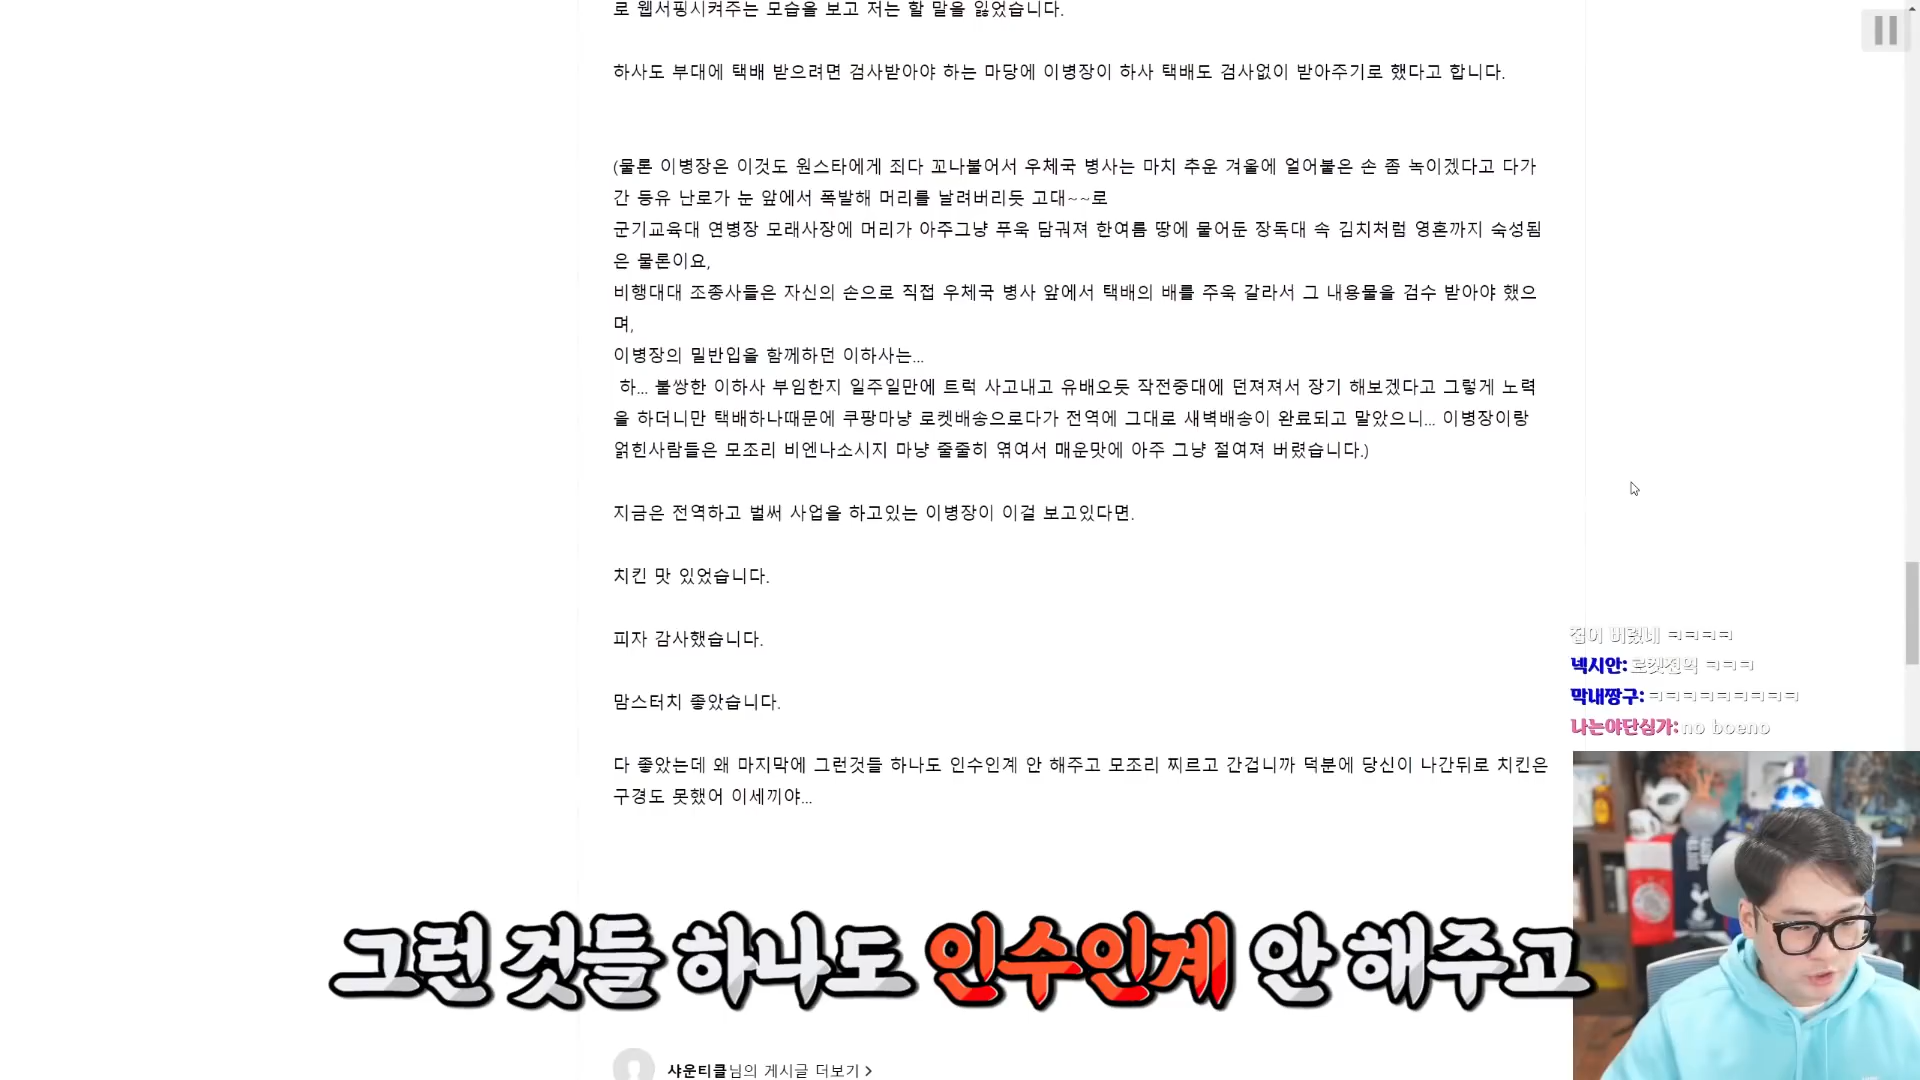 로 웹서핑시켜주는 모습을 보고 저는 할 말을 잃었습니다.
하사도 부대에 택배 받으려면 검사받아야 하는 마당에 이병장이 하사 택배도 검사없이 받아주기로 했다고 합니다.
(물론 이병장은 이것도 원스타에게 죄다 꼬나불어서 우체국 병사는 마치 추운 겨울에 얼어붙은 손 좀 녹이겠다고 다가
간 등유 난로가 눈 앞에서 폭발해 머리를 날려버리듯 고대~~로
군기교육대 연병장 모래사장에 머리가 아주그냥 푸욱 담궈져 한여름 땅에 뭍어둔 장독대 속 김치처럼 영혼까지 숙성됨
은 물론이요,
비행대대 조종사들은 자신의 손으로 직접 우체국 병사 앞에서 택배의 배를 주욱 갈라서 그 내용물을 검수 받아야 했으
며,
이병장의 밀반입을 함께하던 이하사는...
하... 불쌍한 이하사 부임한지 일주일만에 트럭 사고내고 유배오듯 작전중대에 던져져서 장기 해보겠다고 그렇게 노력
을 하더니만 택배하나때문에 쿠팡마냥 로켓배송으로다가 전역에 그대로 새벽배송이 완료되고 말았으니... 이병장이랑
얽힌사람들은 모조리 비엔나소시지 마냥 줄줄히 엮여서 매운맛에 아주 그냥 절여져 버렸습니다.)
지금은 전역하고 벌써 사업을 하고있는 이병장이 이걸 보고있다면.
치킨 맛 있었습니다.
피자 감사했습니다.
맘스터치 좋았습니다.
다 좋았는데 왜 마지막에 그런것들 하나도 인수인계 안 해주고 모조리 찌르고 간겁니까 덕분에 당신이 나간뒤로 치킨은
구경도 못했어 이세끼야...
접어 버렸네 ㅋㅋㅋㅋ
넥시안: 로켓전역 ㅋㅋㅋ
막내짱구: ㅋㅋㅋㅋㅋㅋㅋㅋㅋ
나는야단심가: no boeno
그런 것들 하나도 인수인계 안 해주고
샤운티클님의 게시글 더보기 >